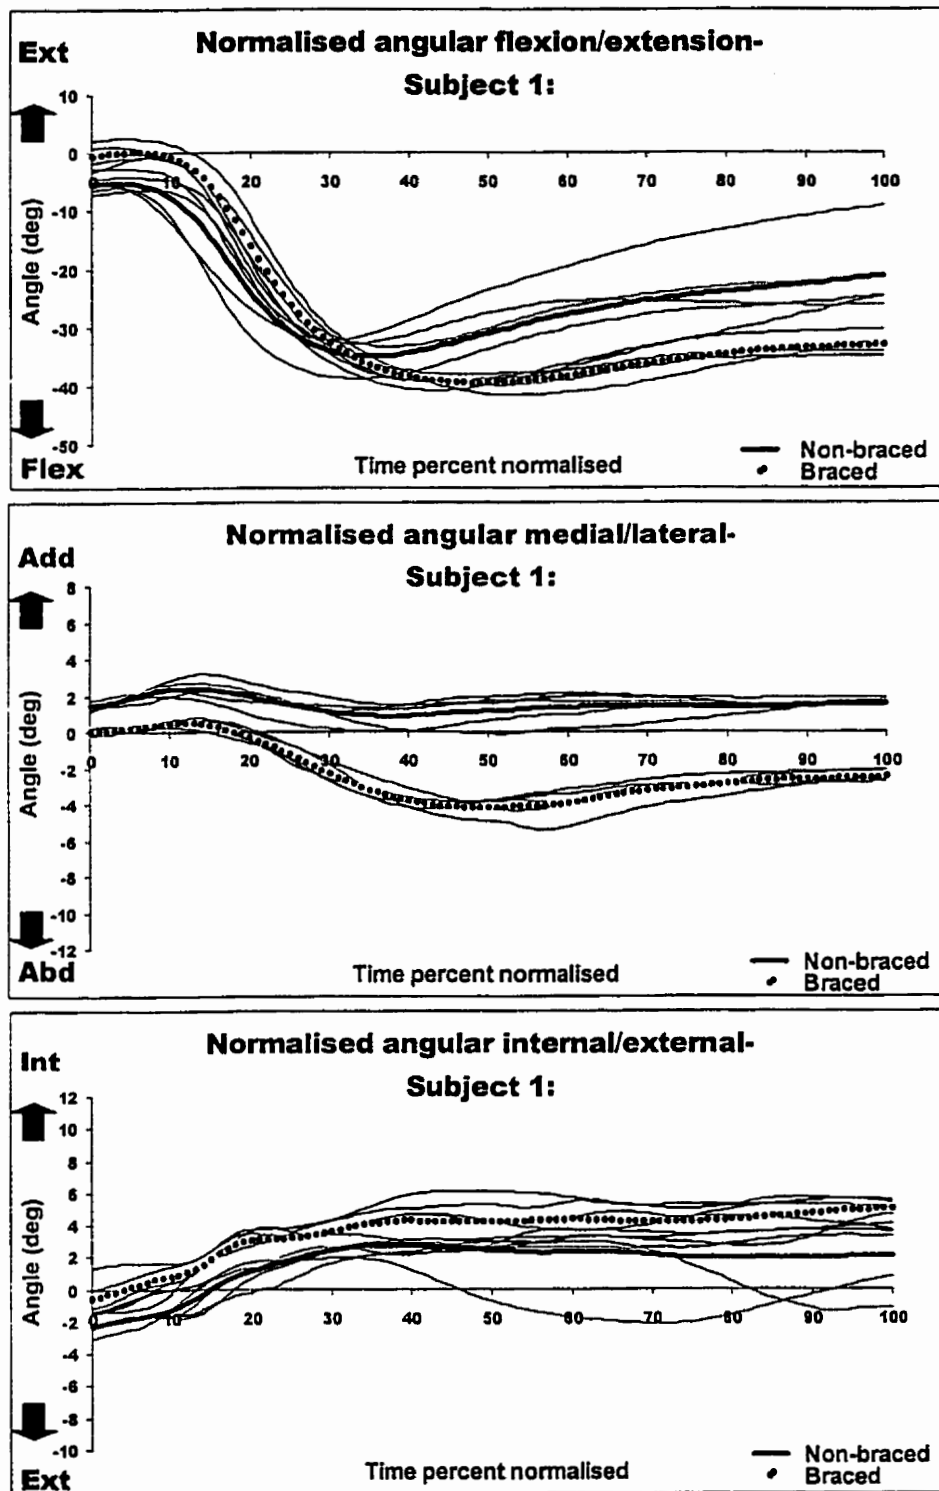 Ext
Normalised angular flexion/extension-
Subject 1:
10
0
-10
-20
-30
-40
-50
Angle (deg)
0 10 20 30 40 50 60 70 80 90 100
Flex
Time percent normalised
Non-braced
Braced
Add
Normalised angular medial/lateral-
Subject 1:
8
6
4
2
0
-2
-4
-6
-8
-10
-12
Angle (deg)
0 10 20 30 40 50 60 70 80 90 100
Abd
Time percent normalised
Non-braced
Braced
Int
Normalised angular internal/external-
Subject 1:
12
10
8
6
4
2
0
-2
-4
-6
-8
-10
Angle (deg)
0 10 20 30 40 50 60 70 80 90 100
Ext
Time percent normalised
Non-braced
Braced